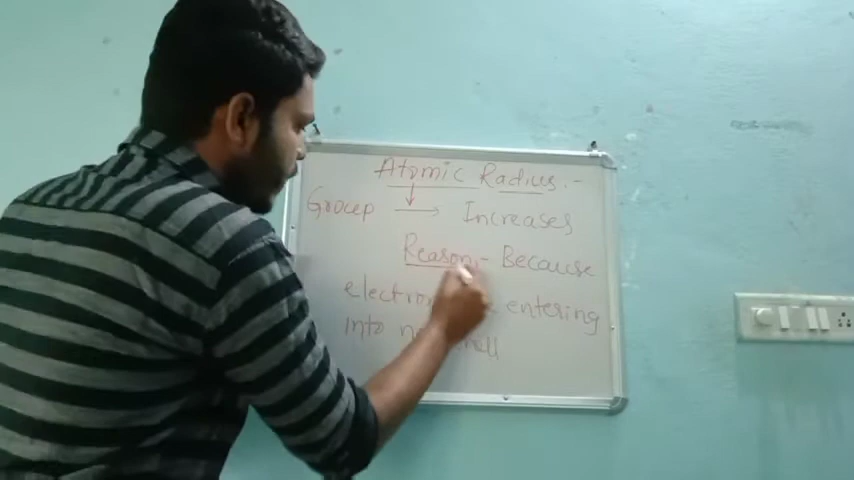 Atomic Radius :-
Group → Increases
Reason :- Because
entering
into